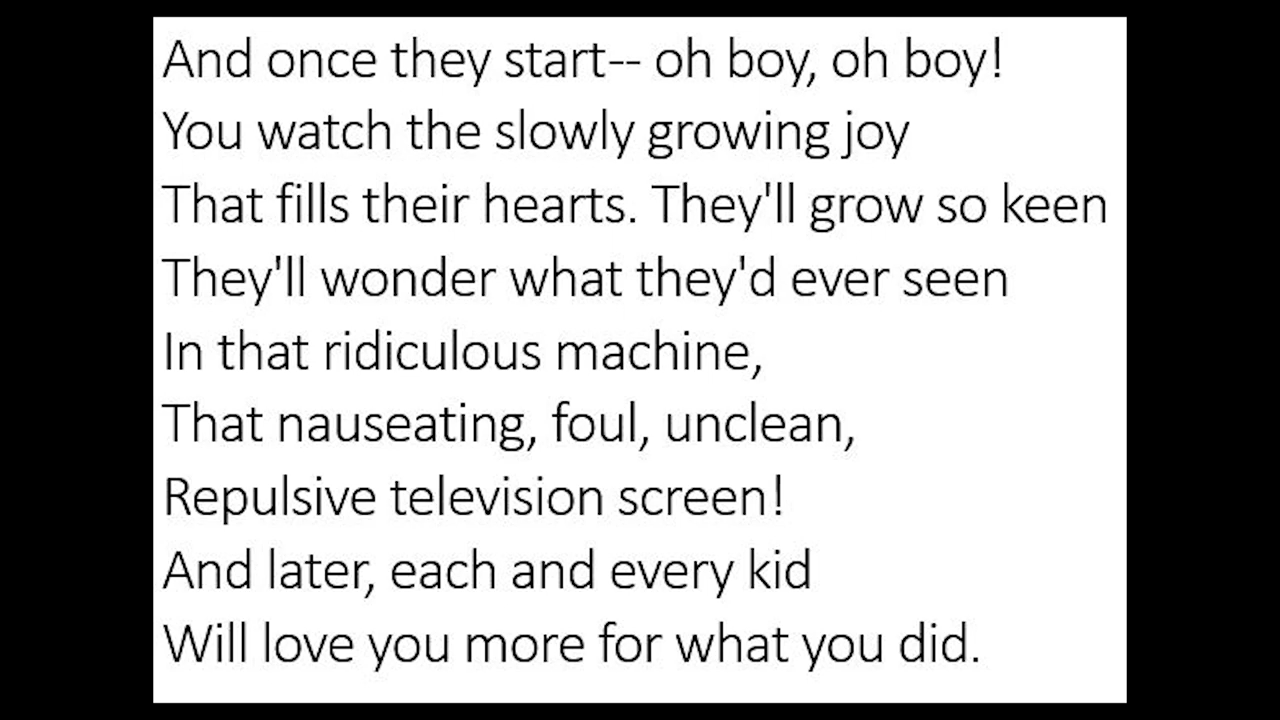 And once they start-- oh boy, oh boy!
You watch the slowly growing joy
That fills their hearts. They'll grow so keen
They'll wonder what they'd ever seen
In that ridiculous machine,
That nauseating, foul, unclean,
Repulsive television screen!
And later, each and every kid
Will love you more for what you did.